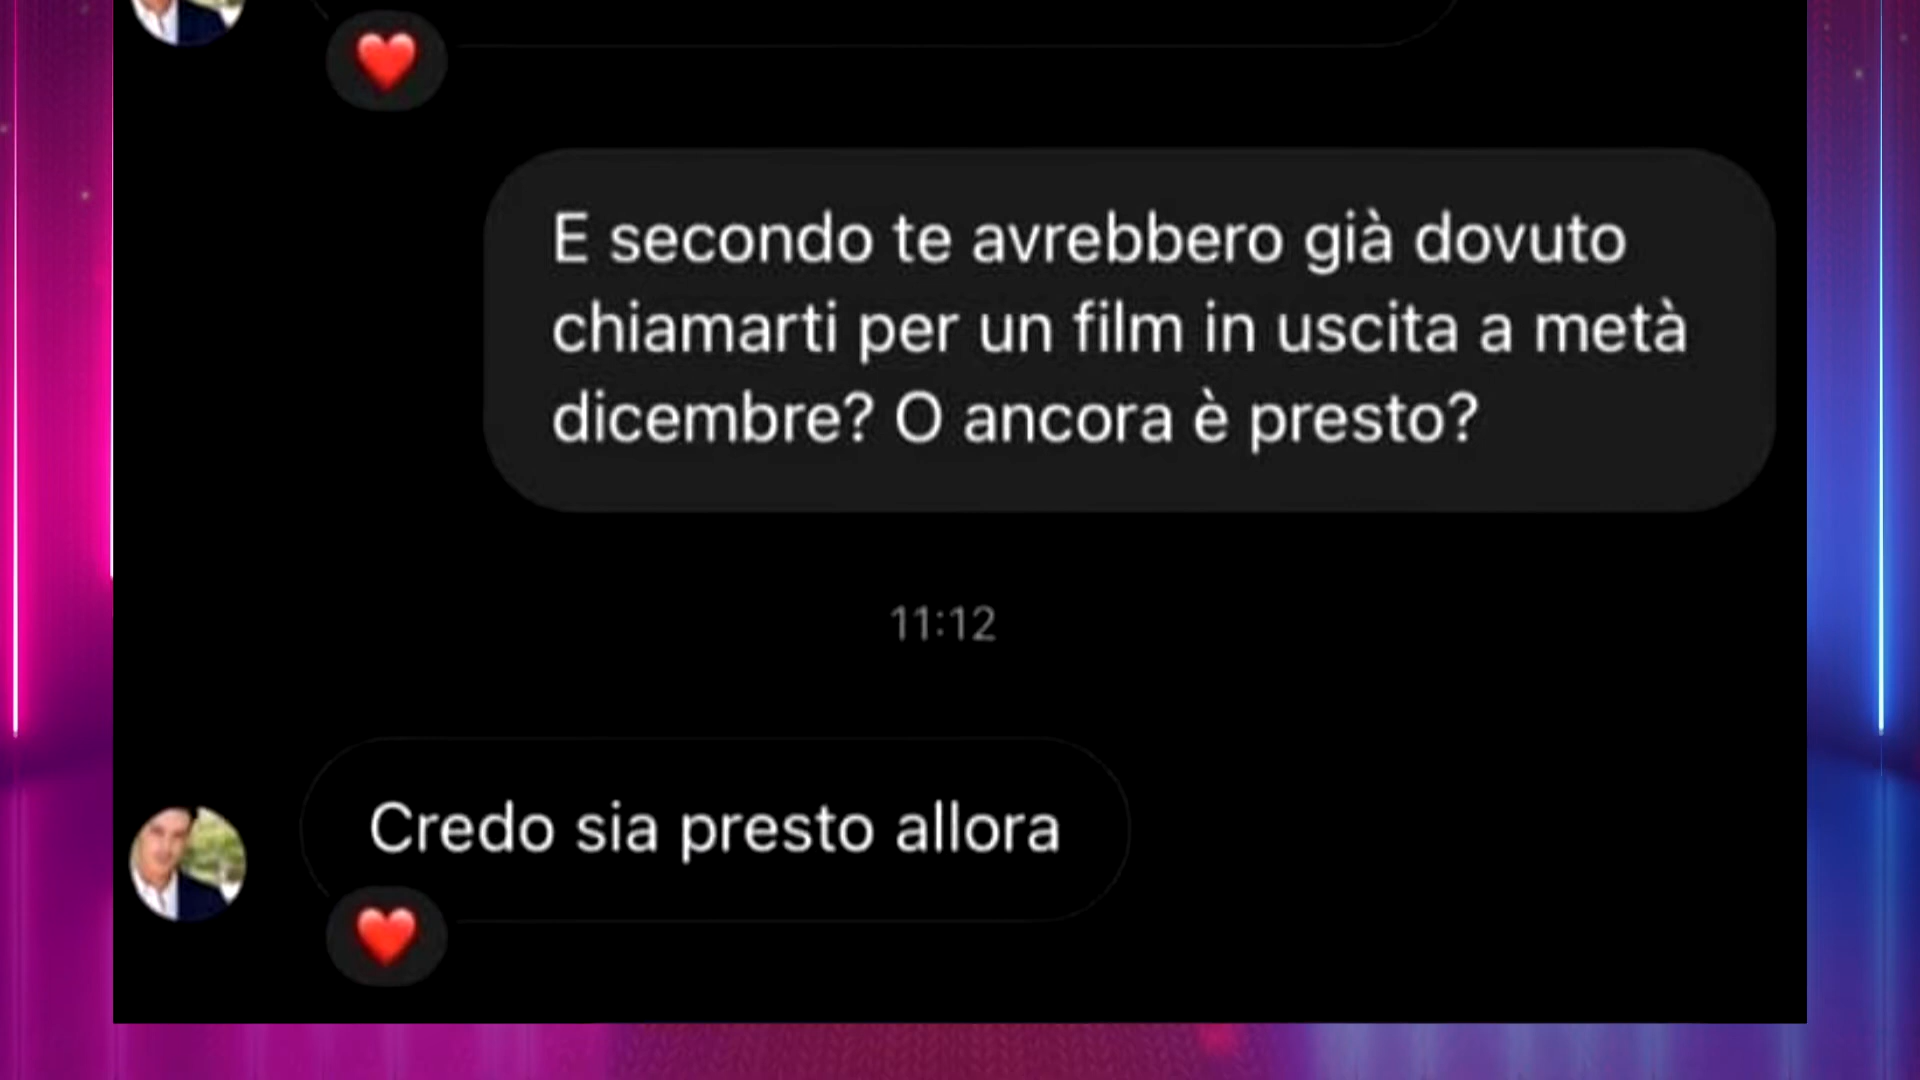 E secondo te avrebbero già dovuto
chiamarti per un film in uscita a metà
dicembre? O ancora è presto?
11:12
Credo sia presto allora